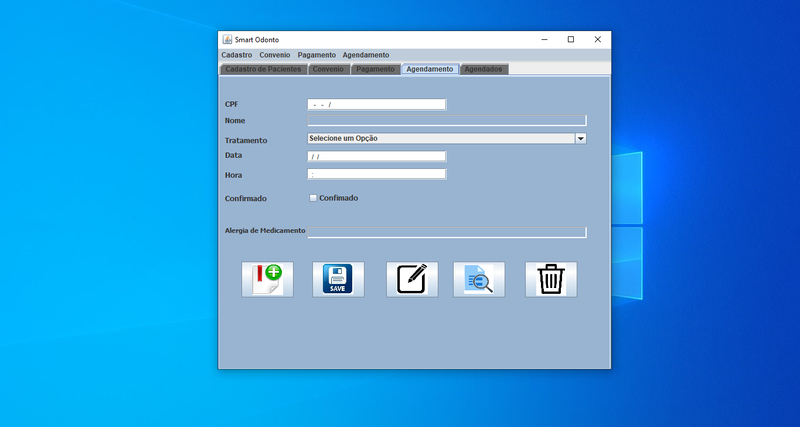 Smart Odonto
Cadastro Convenio Pagamento Agendamento
Cadastro de Pacientes Convenio Pagamento Agendamento Agendados
CPF - - /
Nome
Tratamento Selecione um Opção
Data / /
Hora :
Confirmado Confimado
Alergia de Medicamento
SAVE